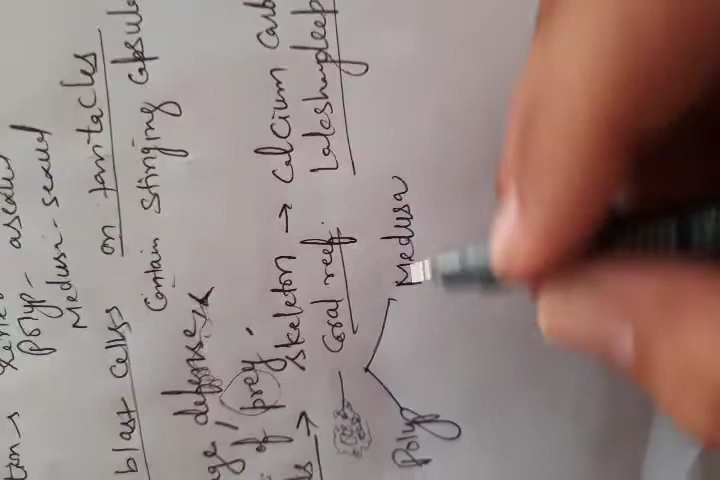 Polyp - asexual
Medusa - sexual
blast cells on tentacles
Contain stinging capsule
defense,
of prey.
Skeleton → Calcium Carb
→ Coral reef. Lakshaydeep
Polyp Medusa